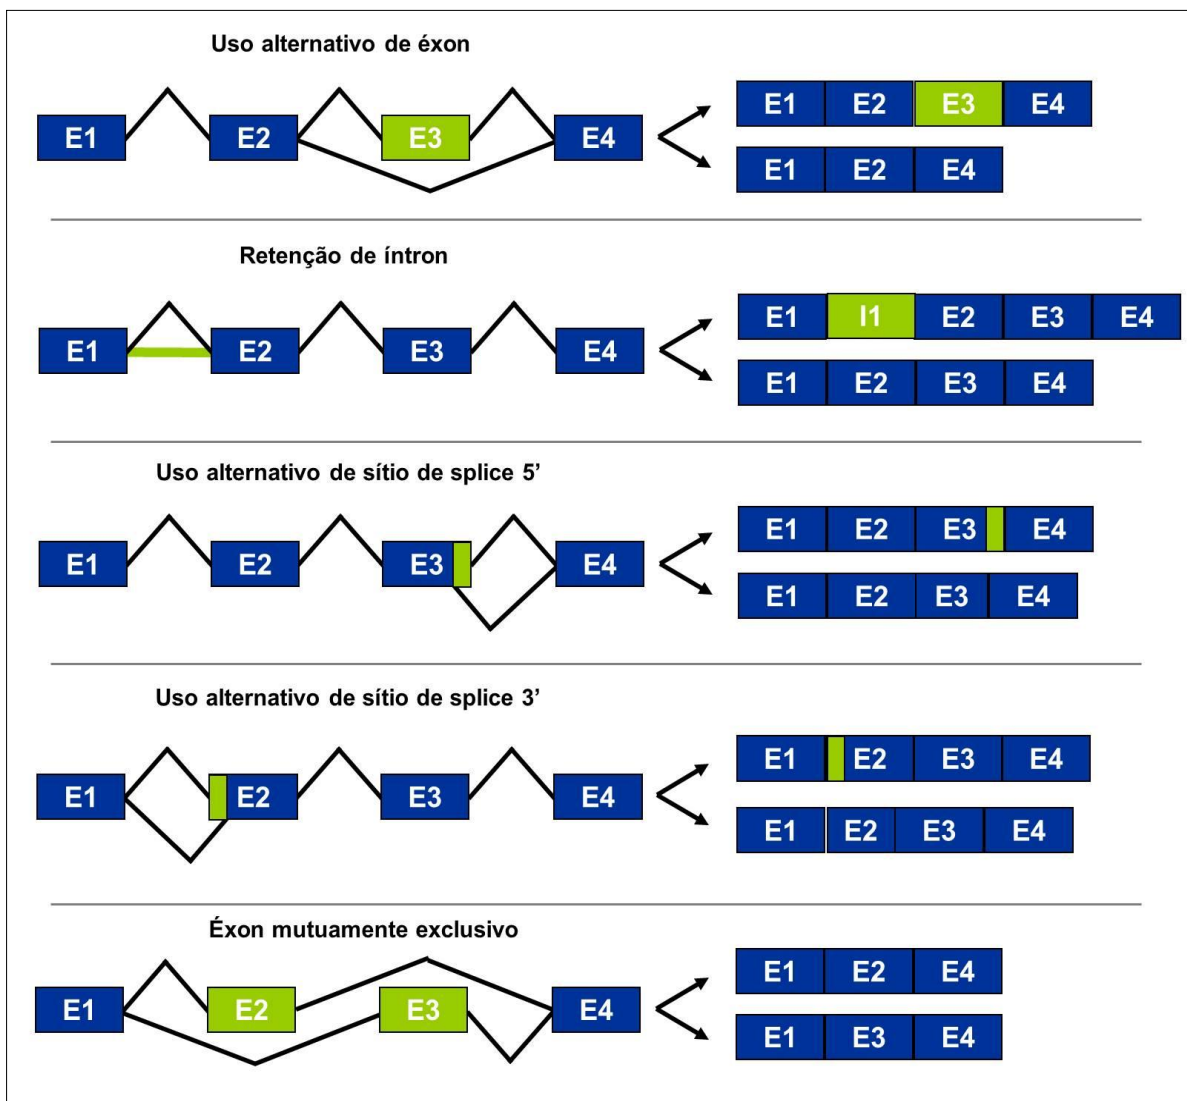 Uso alternativo de éxon
E1 E2 E3 E4
E1 E2 E3 E4
E1 E2 E4
Retenção de íntron
E1 E2 E3 E4
E1 I1 E2 E3 E4
E1 E2 E3 E4
Uso alternativo de sítio de splice 5’
E1 E2 E3 E4
E1 E2 E3 E4
E1 E2 E3 E4
Uso alternativo de sítio de splice 3’
E1 E2 E3 E4
E1 E2 E3 E4
E1 E2 E3 E4
Éxon mutuamente exclusivo
E1 E2 E3 E4
E1 E2 E4
E1 E3 E4